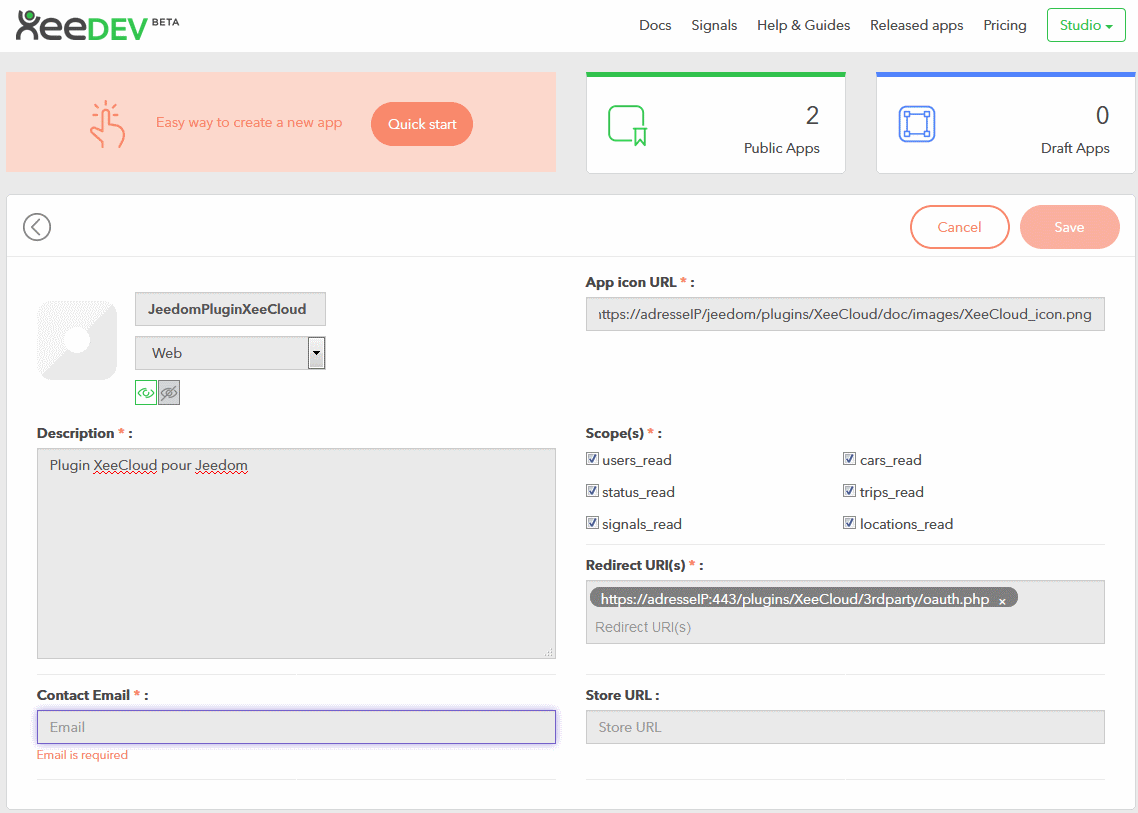 XeeDEV BETA
Docs Signals Help & Guides Released apps Pricing Studio
Easy way to create a new app Quick start
2
Public Apps
0
Draft Apps
Cancel Save
JeedomPluginXeeCloud
Web
App icon URL * :
https://adresseIP/jeedom/plugins/XeeCloud/doc/images/XeeCloud_icon.png
Description * :
Plugin XeeCloud pour Jeedom
Scope(s) * :
users_read cars_read
status_read trips_read
signals_read locations_read
Redirect URI(s) * :
https://adresseIP:443/plugins/XeeCloud/3rdparty/oauth.php x
Redirect URI(s)
Contact Email * :
Email
Email is required
Store URL :
Store URL